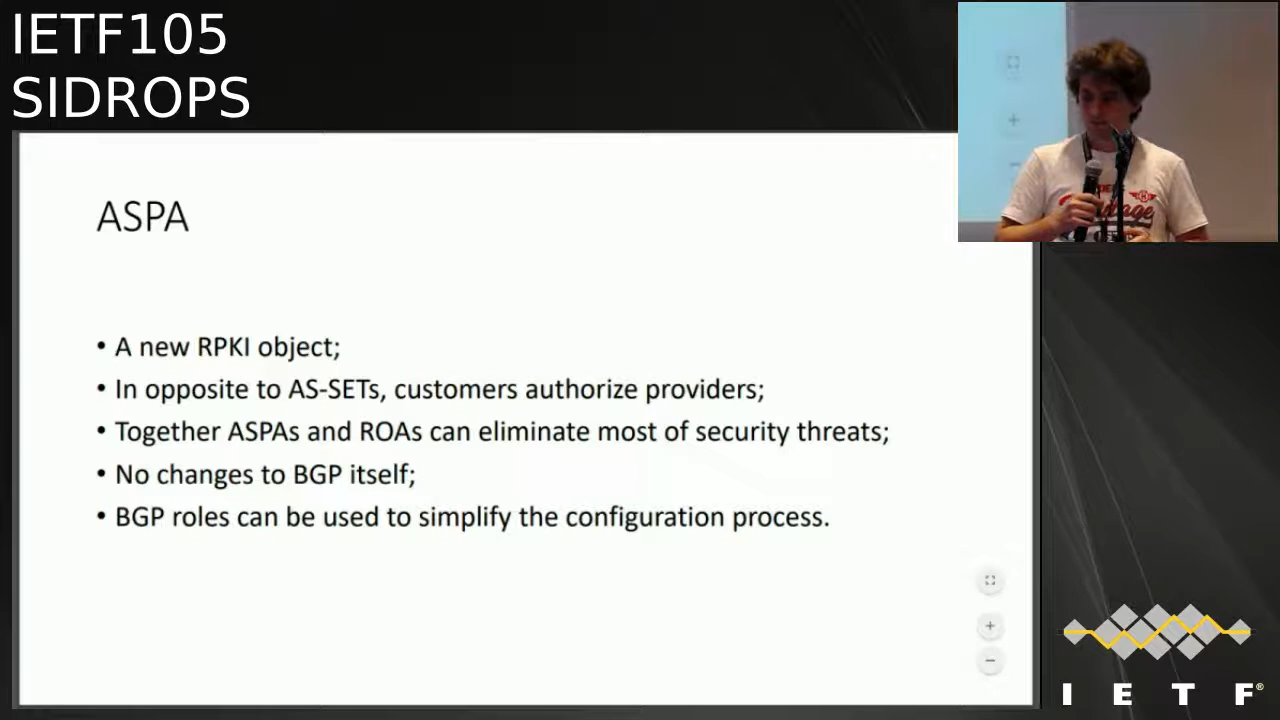 IETF105
SIDROPS
ASPA
• A new RPKI object;
• In opposite to AS-SETs, customers authorize providers;
• Together ASPAs and ROAs can eliminate most of security threats;
• No changes to BGP itself;
• BGP roles can be used to simplify the configuration process.
I E T F®